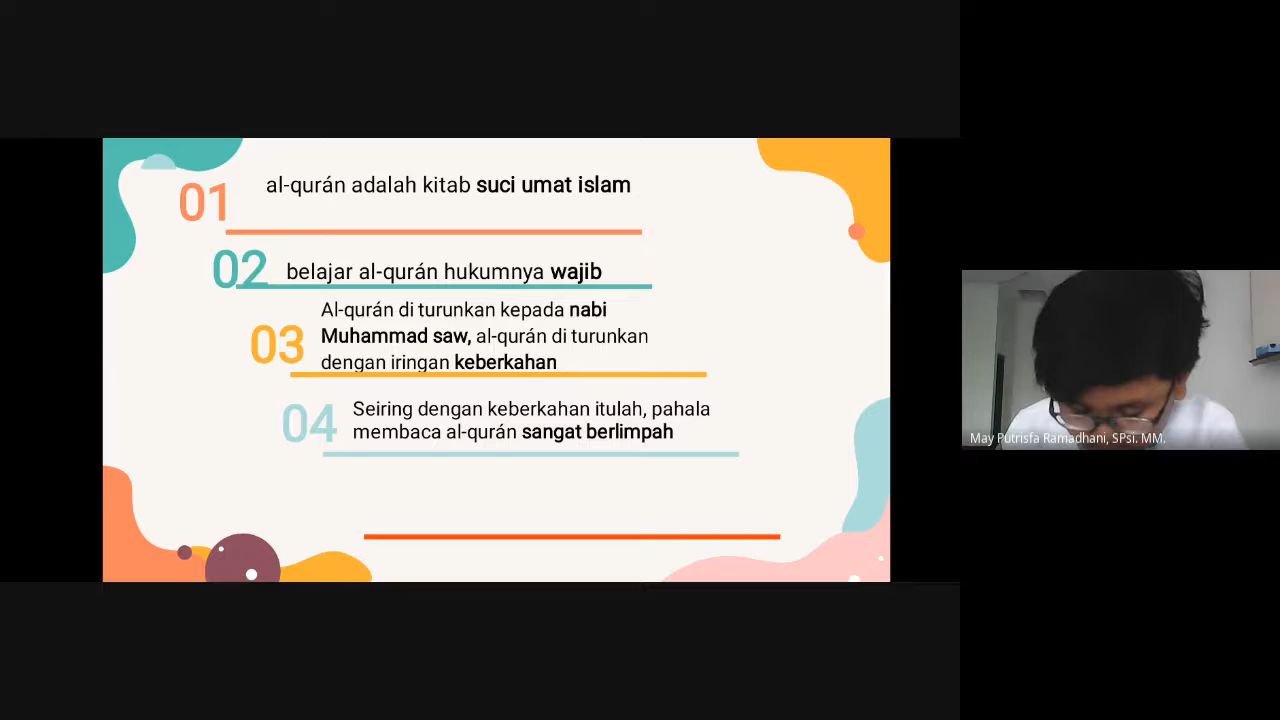 01
al-qurán adalah kitab suci umat islam
02
belajar al-qurán hukumnya wajib
03
Al-qurán di turunkan kepada nabi
Muhammad saw, al-qurán di turunkan
dengan iringan keberkahan
04
Seiring dengan keberkahan itulah, pahala
membaca al-qurán sangat berlimpah
May Putrisfa Ramadhani, SPsi. MM.